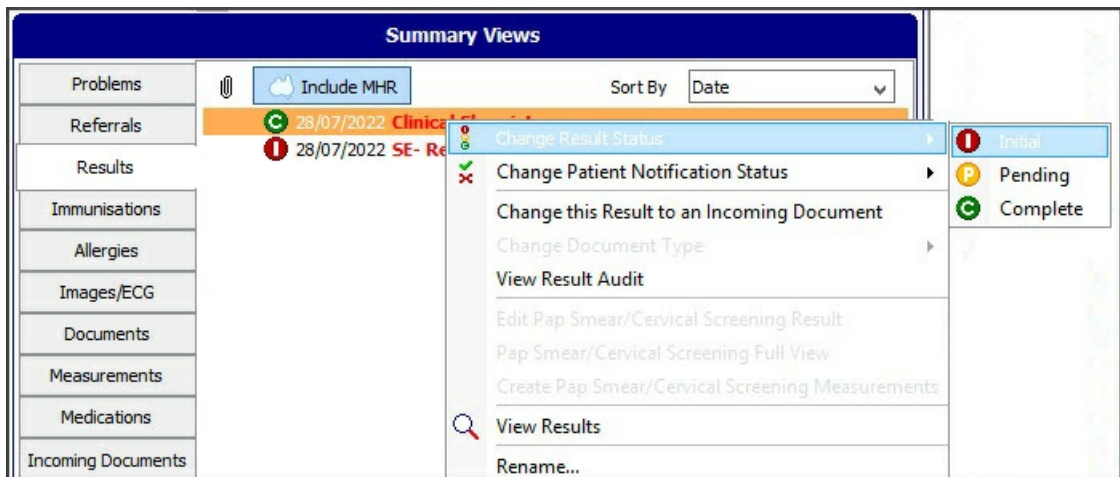 Summary Views
Problems
Include MHR
Sort By
Date
Referrals
C 28/07/2022 Clinical
I 28/07/2022 SE- Re
Results
Immunisations
Allergies
Images/ECG
Documents
Measurements
Medications
Incoming Documents
Change Result Status
Change Patient Notification Status
Change this Result to an Incoming Document
Change Document Type
View Result Audit
Edit Pap Smear/Cervical Screening Result
Pap Smear/Cervical Screening Full View
Create Pap Smear/Cervical Screening Measurements
View Results
Rename...
I Initial
P Pending
C Complete